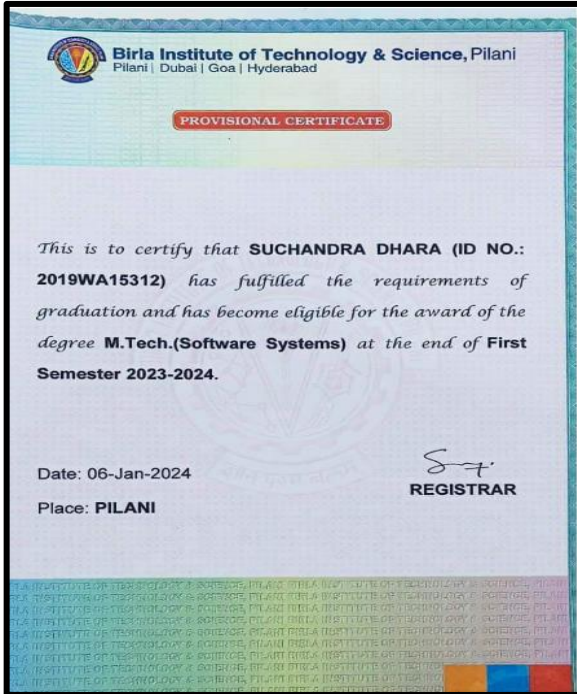 Birla Institute of Technology & Science, Pilani
Pilani | Dubai | Goa | Hyderabad
PROVISIONAL CERTIFICATE
This is to certify that SUCHANDRA DHARA (ID NO.:
2019WA15312) has fulfilled the requirements of
graduation and has become eligible for the award of the
degree M.Tech.(Software Systems) at the end of First
Semester 2023-2024.
Date: 06-Jan-2024
REGISTRAR
Place: PILANI